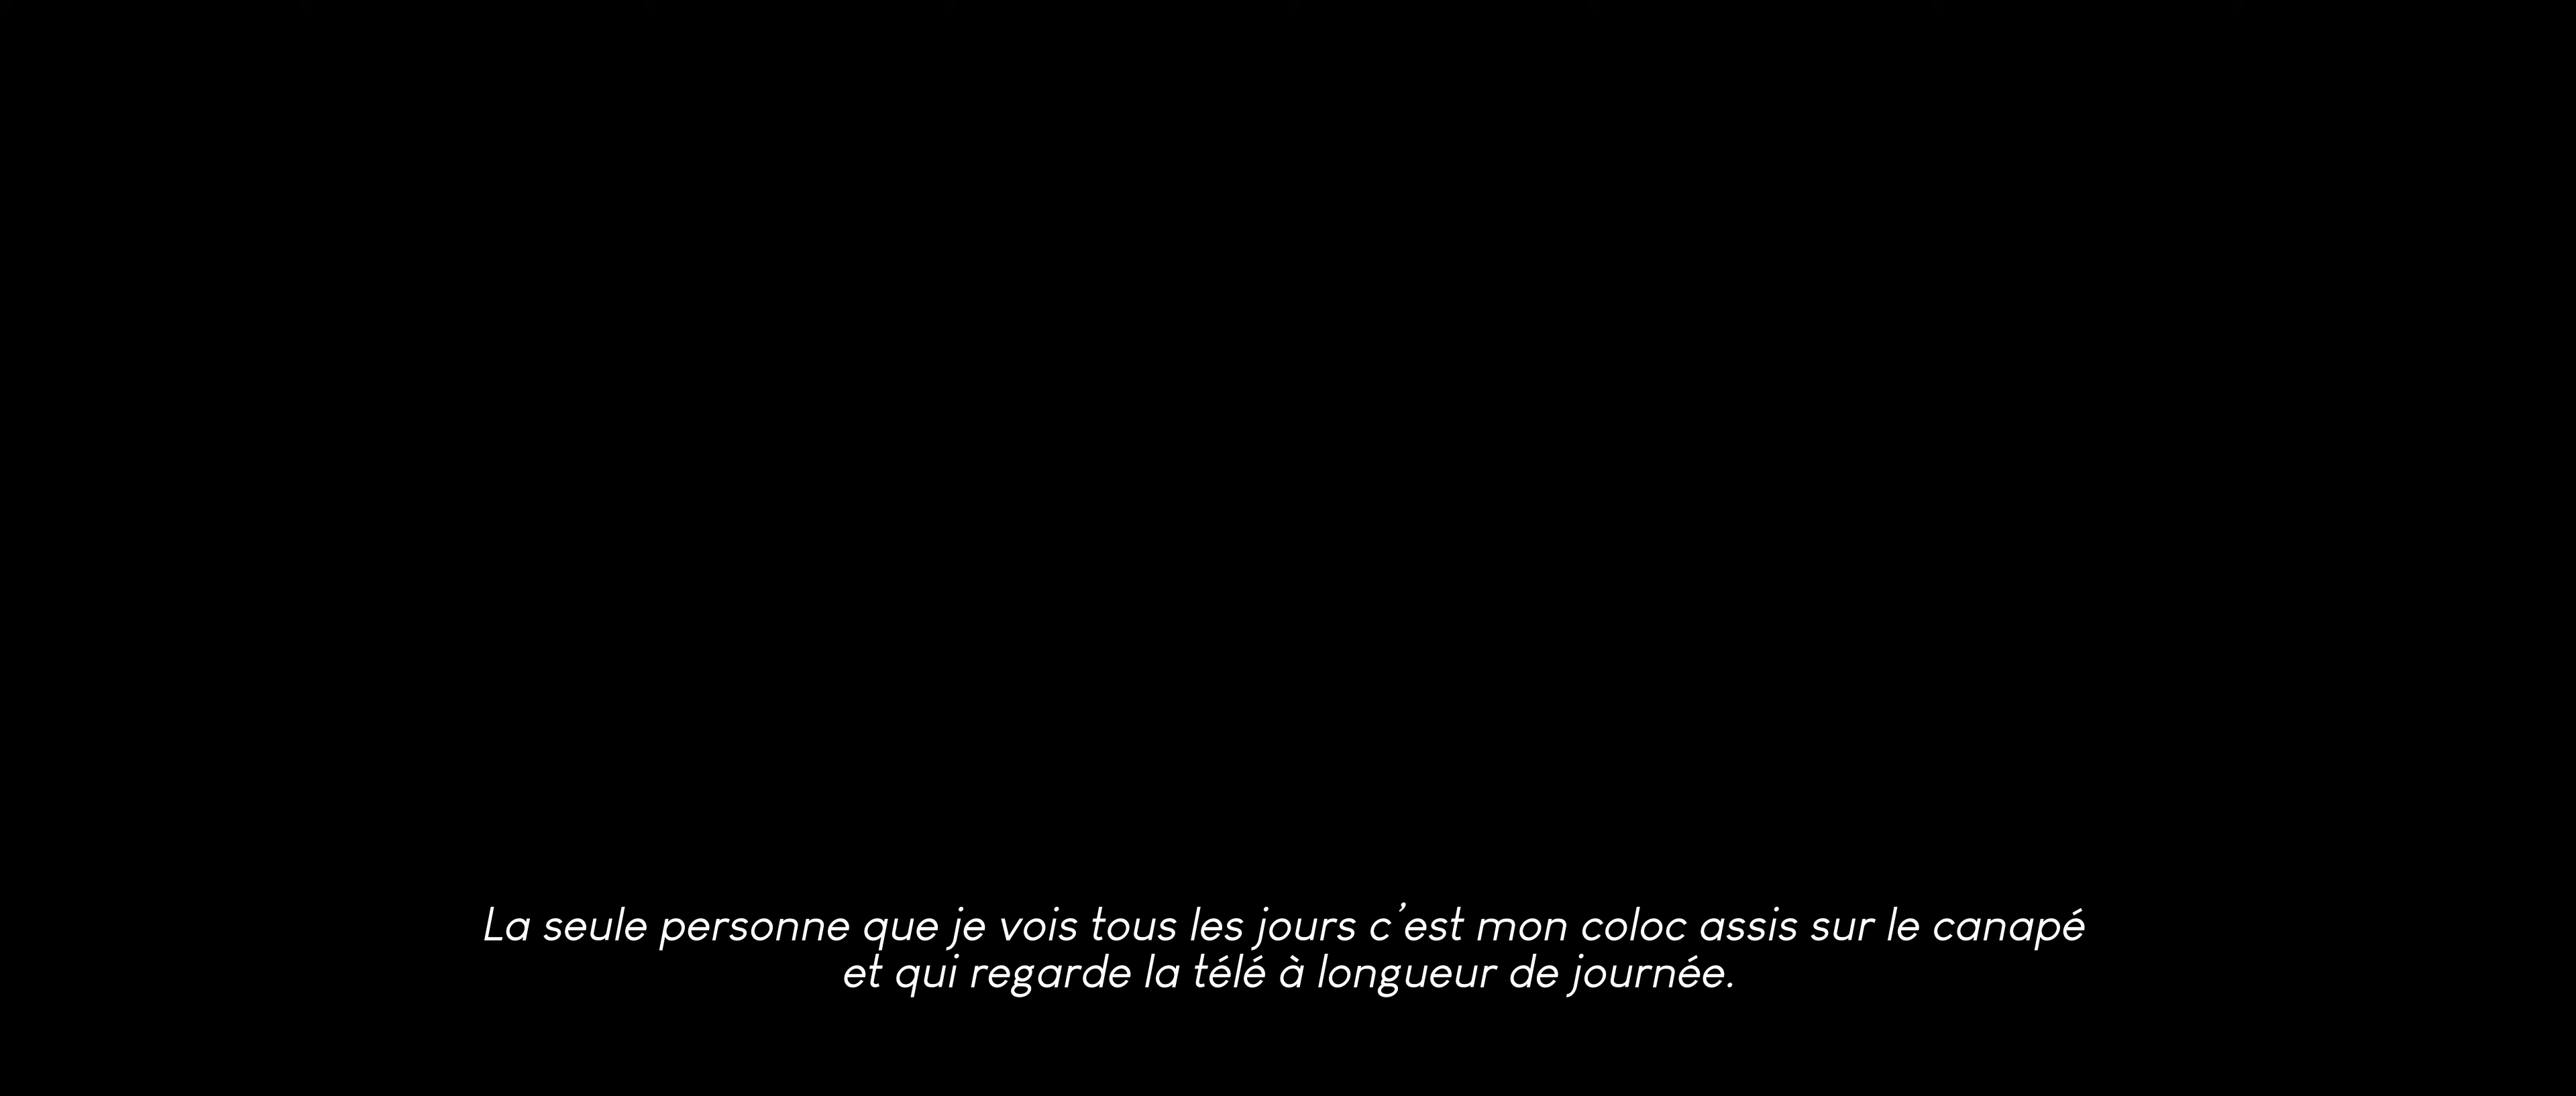 La seule personne que je vois tous les jours c’est mon coloc assis sur le canapé
et qui regarde la télé à longueur de journée.